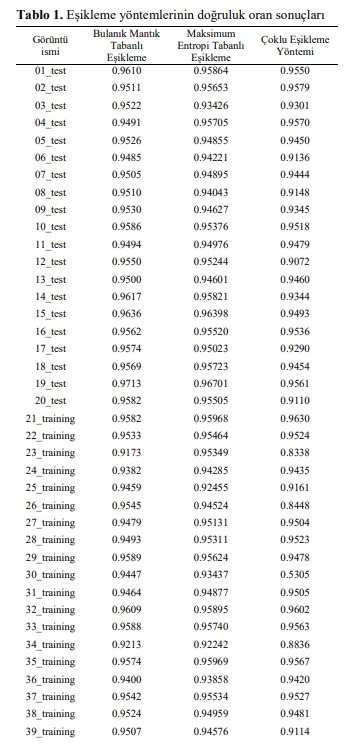 Tablo 1. Eşikleme yöntemlerinin doğruluk oran sonuçları
Görüntü ismi Bulanık Mantık Tabanlı Eşikleme Maksimum Entropi Tabanlı Eşikleme Çoklu Eşikleme Yöntemi
01_test 0.9610 0.95864 0.9550
02_test 0.9511 0.95653 0.9579
03_test 0.9522 0.93426 0.9301
04_test 0.9491 0.95705 0.9570
05_test 0.9526 0.94855 0.9450
06_test 0.9485 0.94221 0.9136
07_test 0.9505 0.94895 0.9444
08_test 0.9510 0.94043 0.9148
09_test 0.9530 0.94627 0.9345
10_test 0.9586 0.95376 0.9518
11_test 0.9494 0.94976 0.9479
12_test 0.9550 0.95244 0.9072
13_test 0.9500 0.94601 0.9460
14_test 0.9617 0.95821 0.9344
15_test 0.9636 0.96398 0.9493
16_test 0.9562 0.95520 0.9536
17_test 0.9574 0.95023 0.9290
18_test 0.9569 0.95723 0.9454
19_test 0.9713 0.96701 0.9561
20_test 0.9582 0.95505 0.9110
21_training 0.9582 0.95968 0.9630
22_training 0.9533 0.95464 0.9524
23_training 0.9173 0.95349 0.8338
24_training 0.9382 0.94285 0.9435
25_training 0.9459 0.92455 0.9161
26_training 0.9545 0.94524 0.8448
27_training 0.9479 0.95131 0.9504
28_training 0.9493 0.95311 0.9523
29_training 0.9589 0.95624 0.9478
30_training 0.9447 0.93437 0.5305
31_training 0.9464 0.94877 0.9505
32_training 0.9609 0.95895 0.9602
33_training 0.9588 0.95740 0.9563
34_training 0.9213 0.92242 0.8836
35_training 0.9574 0.95969 0.9567
36_training 0.9400 0.93858 0.9420
37_training 0.9542 0.95534 0.9527
38_training 0.9524 0.94959 0.9481
39_training 0.9507 0.94576 0.9114